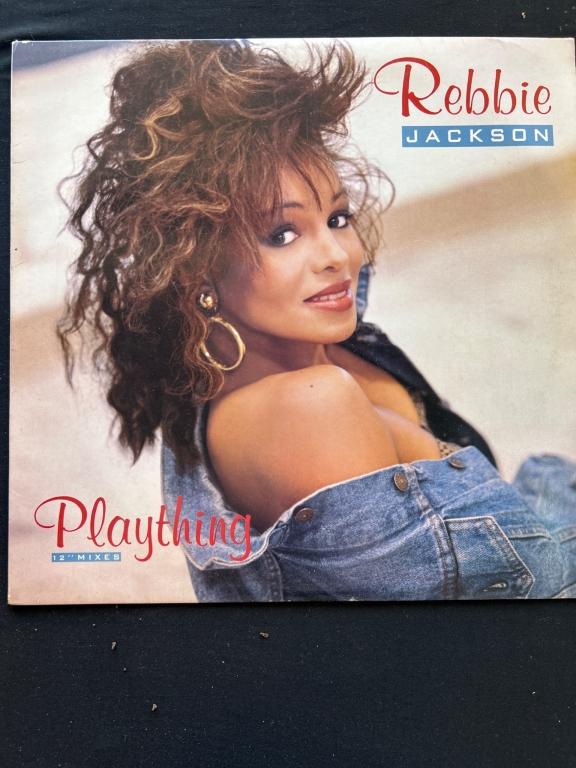 Rebbie
JACKSON
Plaything
12" MIXES